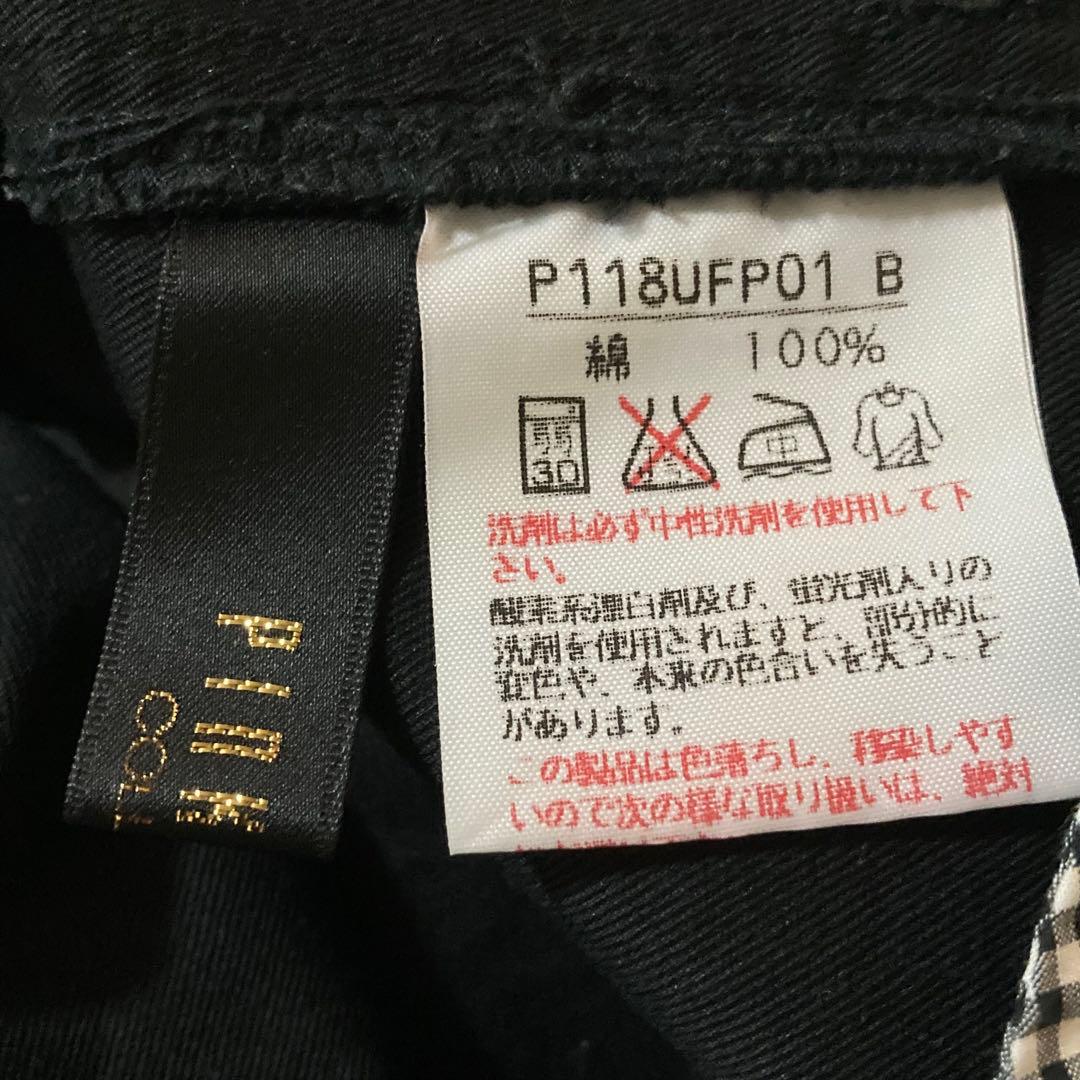 P118UFP01 B
綿 100%
弱
30
中
洗剤は必ず中性洗剤を使用して下
さい。
酸素系漂白剤及び、蛍光剤入りの
洗剤を使用されますと、部分的に
変色や、本来の色合いを失うこと
があります。
この製品は色落ちし、移染しやす
いので次の様な取り扱いは、絶対
PINK
COL